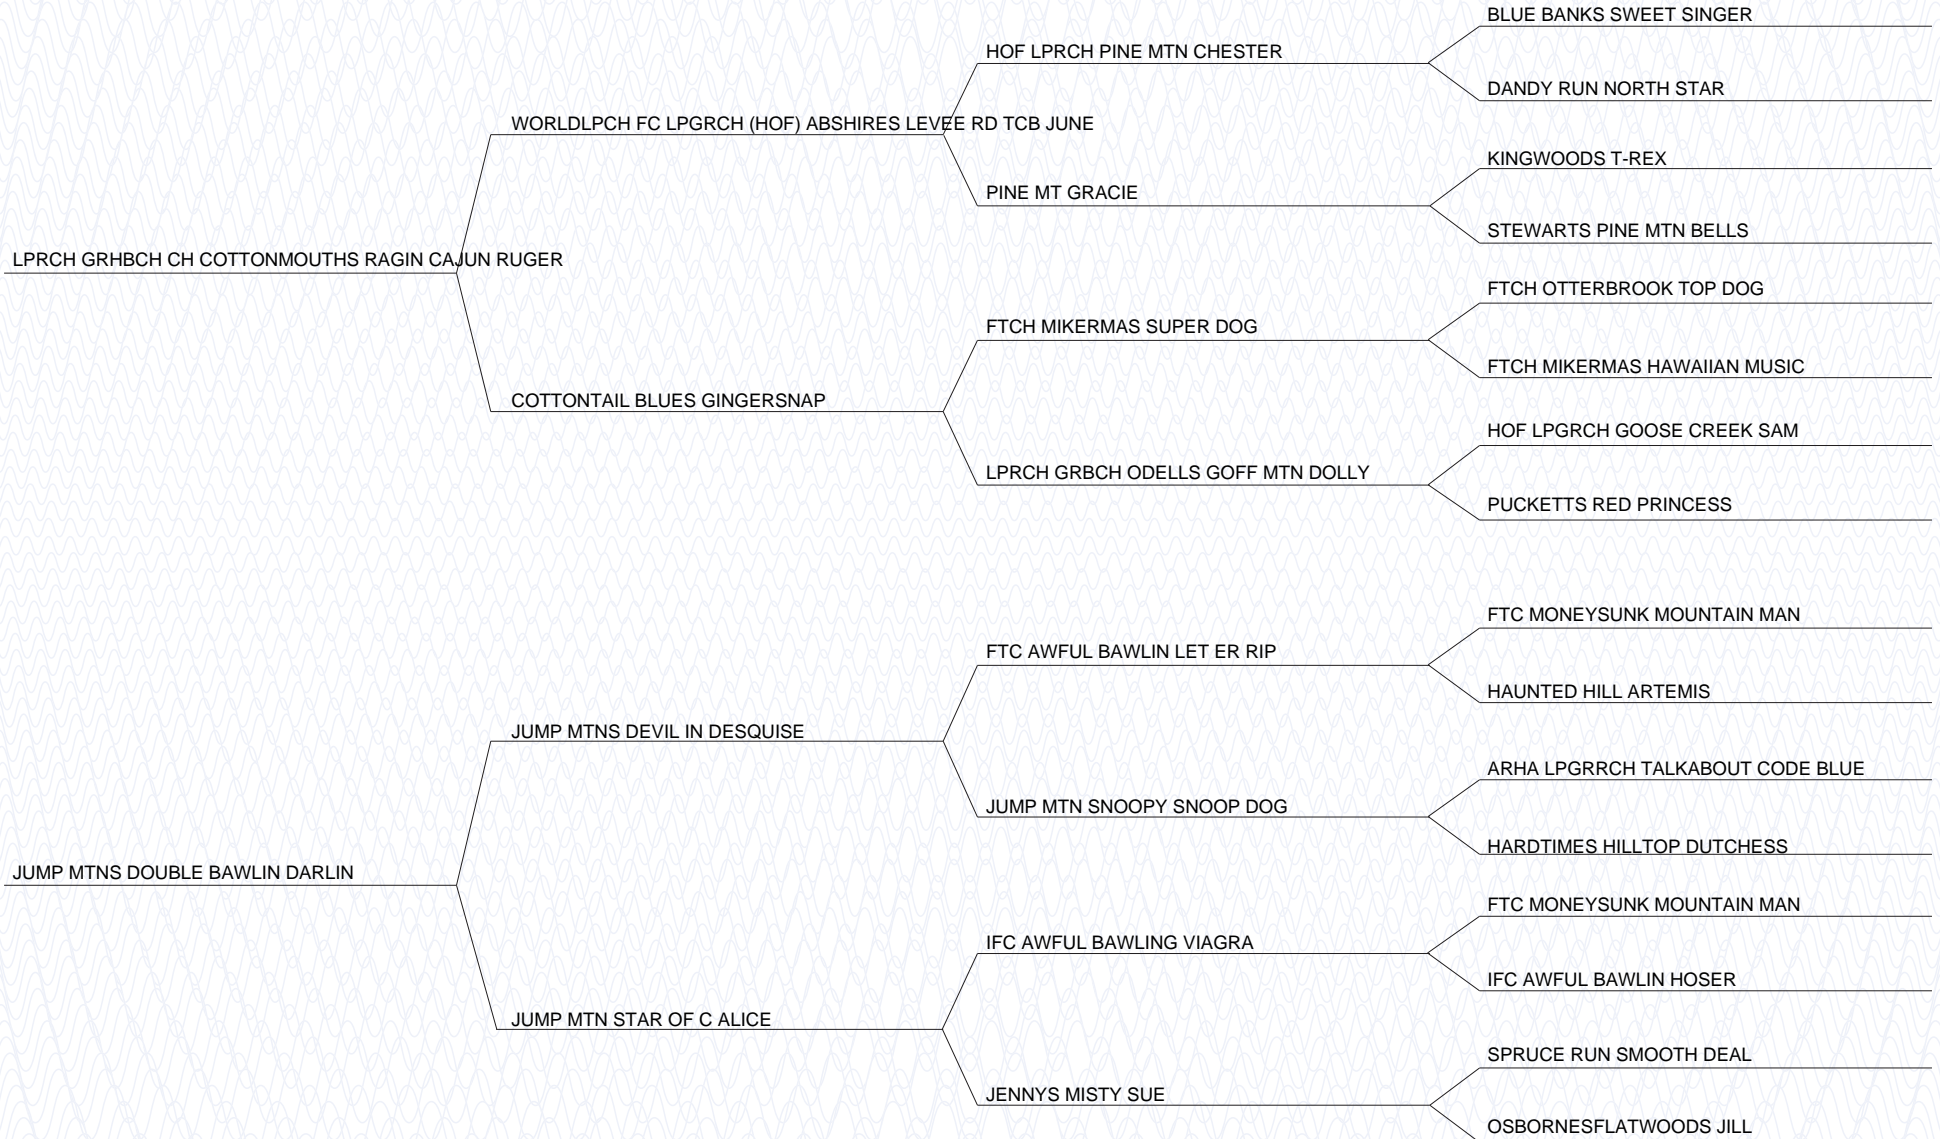 BLUE BANKS SWEET SINGER
HOF LPRCH PINE MTN CHESTER
DANDY RUN NORTH STAR
WORLDLPCH FC LPGRCH (HOF) ABSHIRES LEVEE RD TCB JUNE
KINGWOODS T-REX
PINE MT GRACIE
STEWARTS PINE MTN BELLS
LPRCH GRHBCH CH COTTONMOUTHS RAGIN CAJUN RUGER
FTCH OTTERBROOK TOP DOG
FTCH MIKERMAS SUPER DOG
FTCH MIKERMAS HAWAIIAN MUSIC
COTTONTAIL BLUES GINGERSNAP
HOF LPGRCH GOOSE CREEK SAM
LPRCH GRBCH ODELLS GOFF MTN DOLLY
PUCKETTS RED PRINCESS
FTC MONEYSUNK MOUNTAIN MAN
FTC AWFUL BAWLIN LET ER RIP
HAUNTED HILL ARTEMIS
JUMP MTNS DEVIL IN DESQUISE
ARHA LPGRRCH TALKABOUT CODE BLUE
JUMP MTN SNOOPY SNOOP DOG
HARDTIMES HILLTOP DUTCHESS
JUMP MTNS DOUBLE BAWLIN DARLIN
FTC MONEYSUNK MOUNTAIN MAN
IFC AWFUL BAWLING VIAGRA
IFC AWFUL BAWLIN HOSER
JUMP MTN STAR OF C ALICE
SPRUCE RUN SMOOTH DEAL
JENNYS MISTY SUE
OSBORNESFLATWOODS JILL